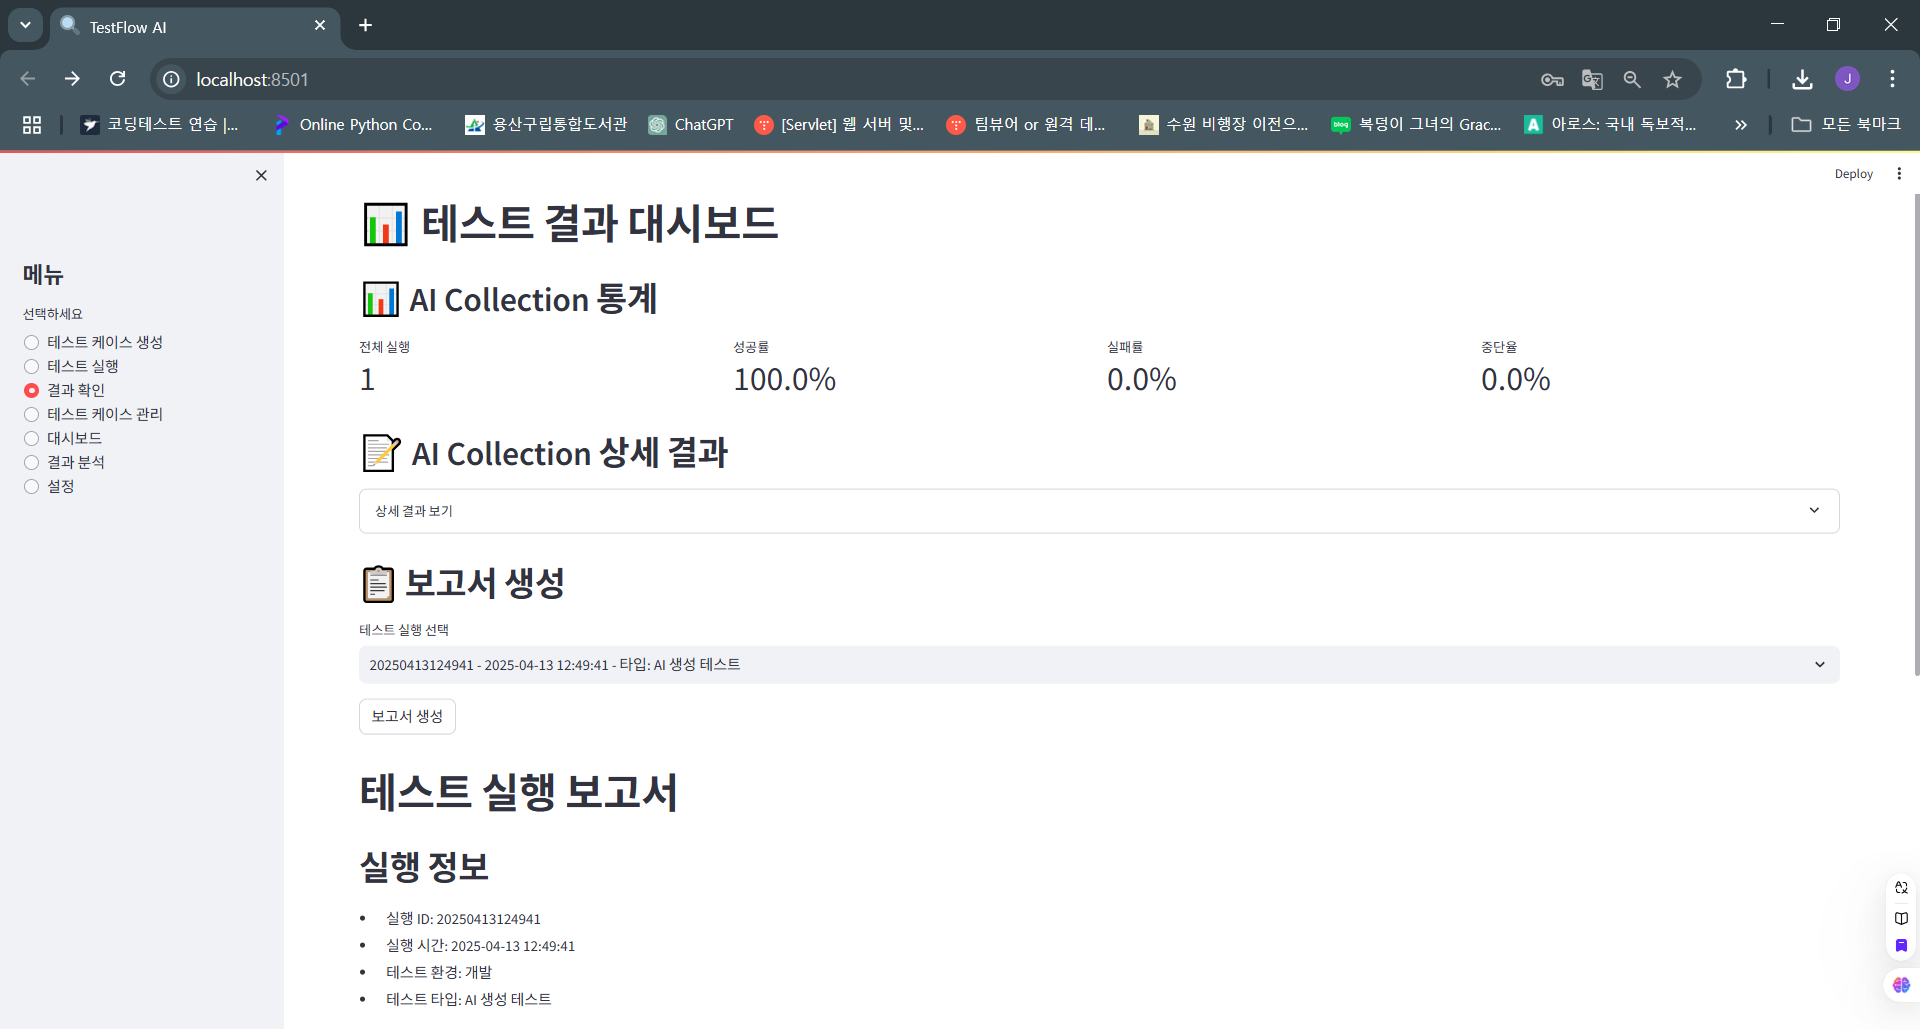 TestFlow AI
localhost:8501
코딩테스트 연습 |...
Online Python Co...
용산구립통합도서관
ChatGPT
[Servlet] 웹 서버 및...
팀뷰어 or 원격 데...
수원 비행장 이전으...
복덩이 그녀의 Grac...
아로스: 국내 독보적...
모든 북마크
J
blog
A
Deploy
메뉴
선택하세요
테스트 케이스 생성
테스트 실행
결과 확인
테스트 케이스 관리
대시보드
결과 분석
설정
테스트 결과 대시보드
AI Collection 통계
전체 실행
1
성공률
100.0%
실패률
0.0%
중단율
0.0%
AI Collection 상세 결과
상세 결과 보기
보고서 생성
테스트 실행 선택
20250413124941 - 2025-04-13 12:49:41 - 타입: AI 생성 테스트
보고서 생성
테스트 실행 보고서
실행 정보
• 실행 ID: 20250413124941
• 실행 시간: 2025-04-13 12:49:41
• 테스트 환경: 개발
• 테스트 타입: AI 생성 테스트